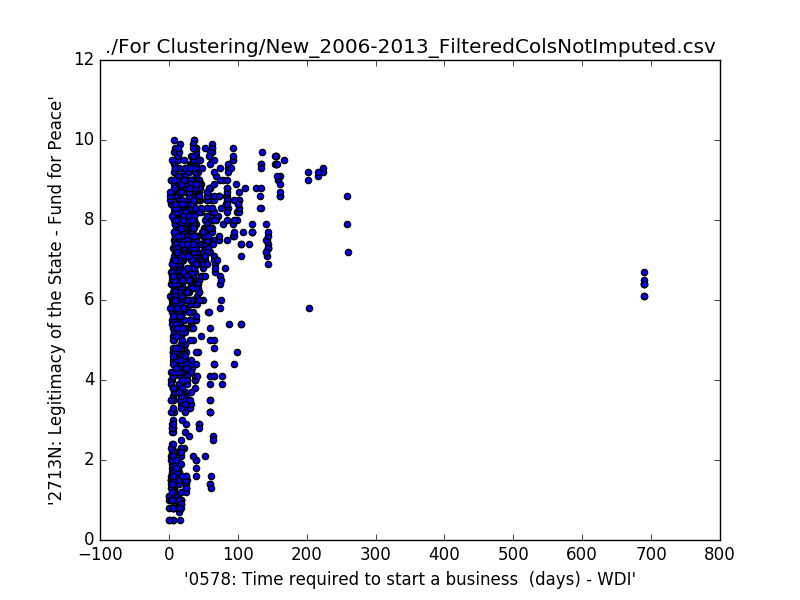 ./For Clustering/New_2006-2013_FilteredColsNotImputed.csv
12
10
8
6
4
2
0
'2713N: Legitimacy of the State - Fund for Peace'
−100 0 100 200 300 400 500 600 700 800
'0578: Time required to start a business  (days) - WDI'